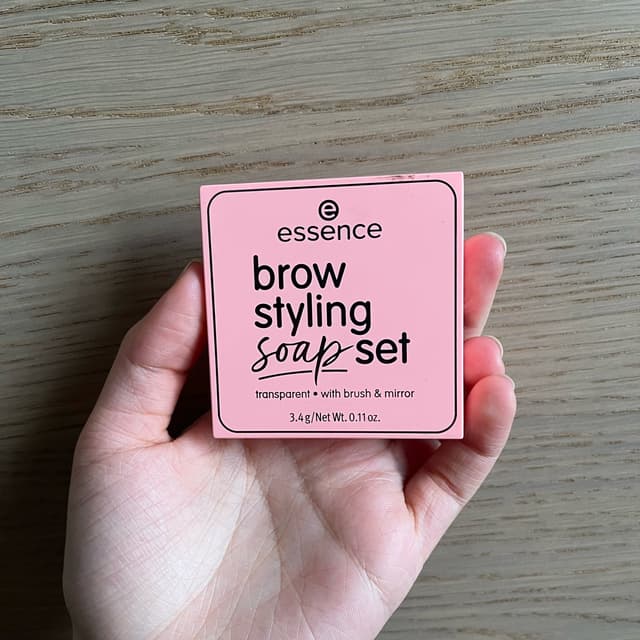 essence
brow
styling
soap set
transparent • with brush & mirror
3.4 g/Net Wt. 0.11 oz.